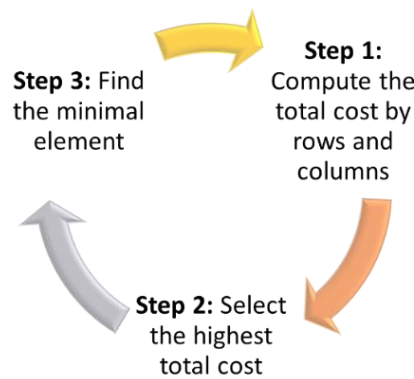 Step 1:
Compute the
total cost by
rows and
columns
Step 2: Select
the highest
total cost
Step 3: Find
the minimal
element